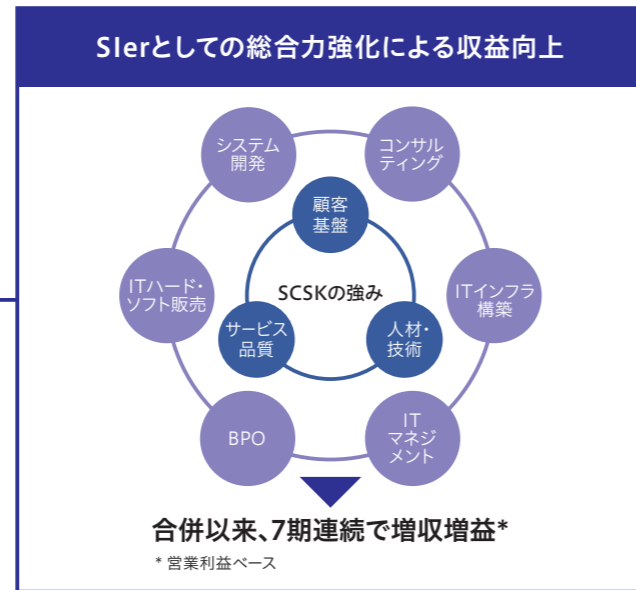 SIerとしての総合力強化による収益向上
システム
開発
コンサル
ティング
顧客
基盤
ITハード・
ソフト販売
SCSKの強み
ITインフラ
構築
サービス
品質
人材・
技術
BPO
IT
マネジ
メント
合併以来、7期連続で増収増益*
* 営業利益ベース